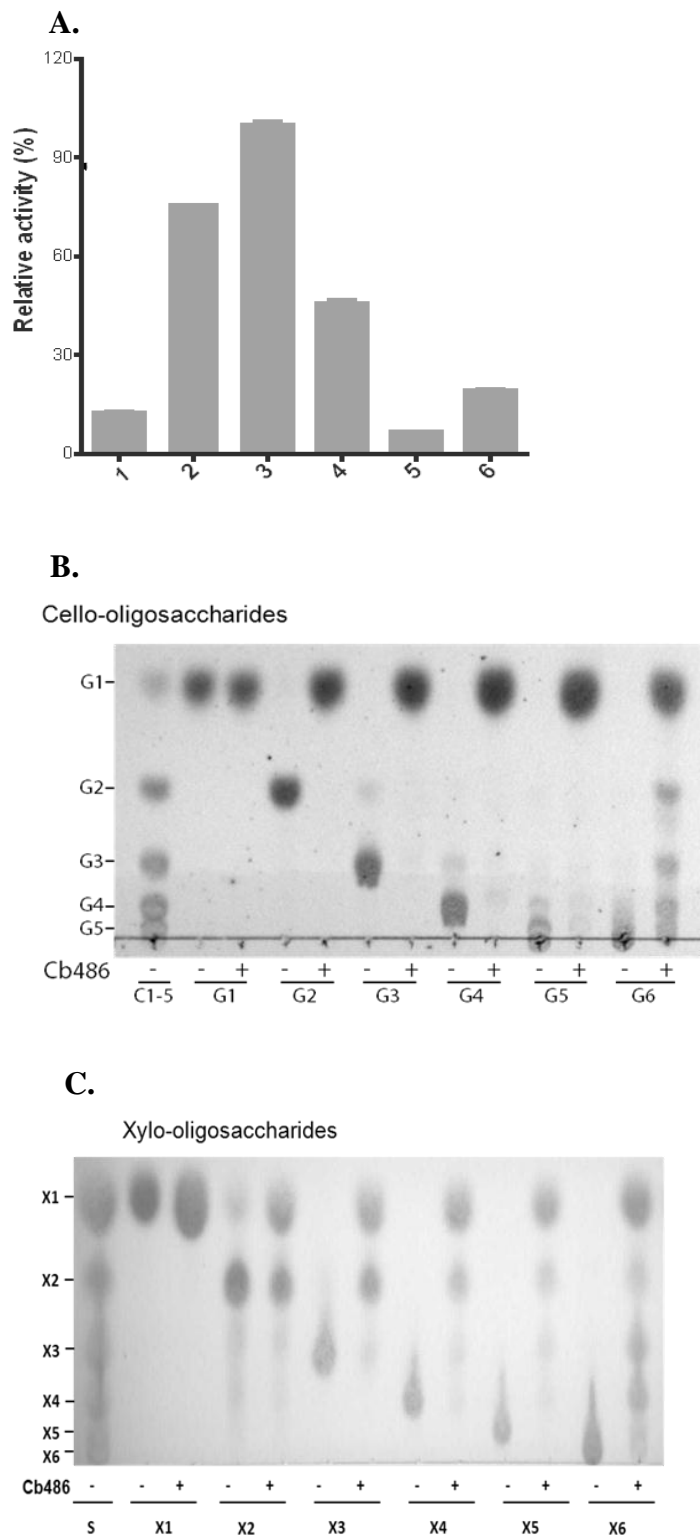 A.
Relative activity (%)
120
90
60
30
0
1 2 3 4 5 6
B.
Cello-oligosaccharides
G1
G2
G3
G4
G5
Cb486 - - + - + - + - + - + - +
C1-5 G1 G2 G3 G4 G5 G6
C.
Xylo-oligosaccharides
X1
X2
X3
X4
X5
X6
Cb486 - - + - + - + - + - + - +
S X1 X2 X3 X4 X5 X6